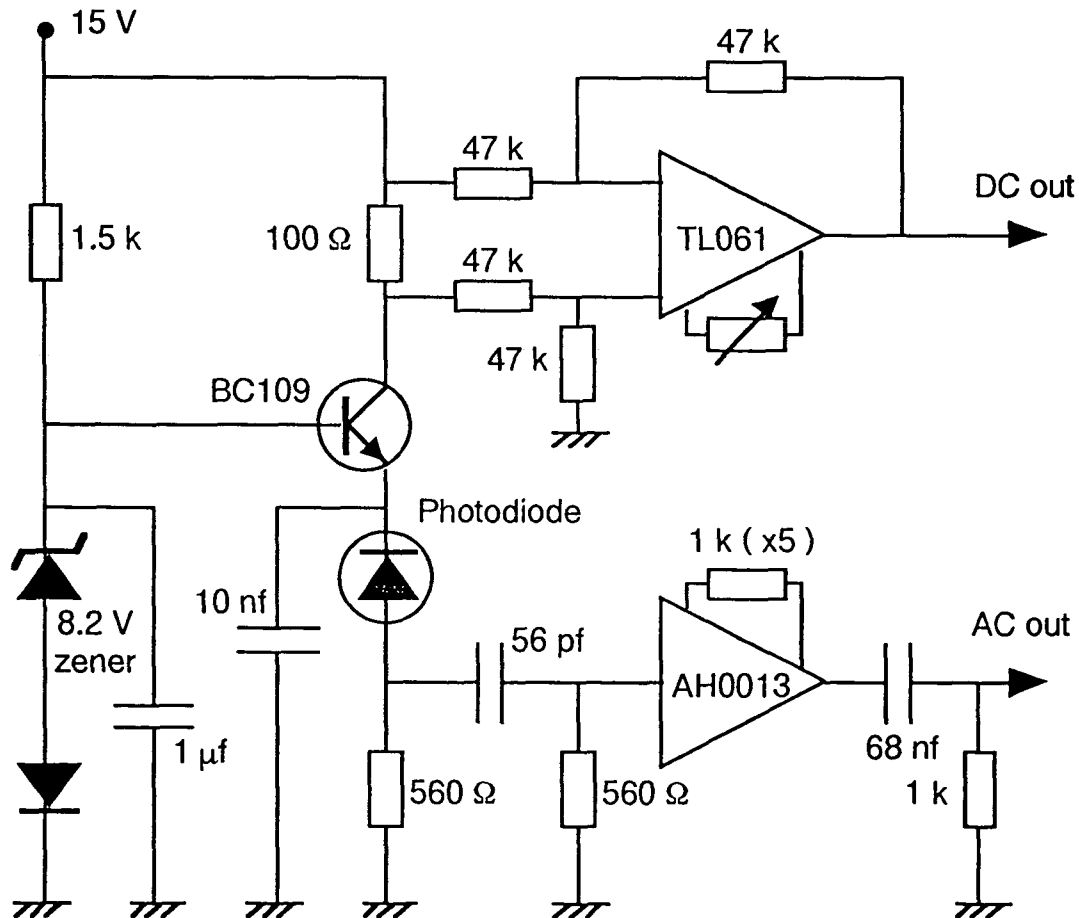 15 V
47 k
47 k
DC out
1.5 k
100 Ω
TL061
47 k
47 k
BC109
Photodiode
1 k ( x5 )
10 nf
8.2 V
zener
56 pf
AC out
AH0013
1 µf
68 nf
560 Ω
560 Ω
1 k